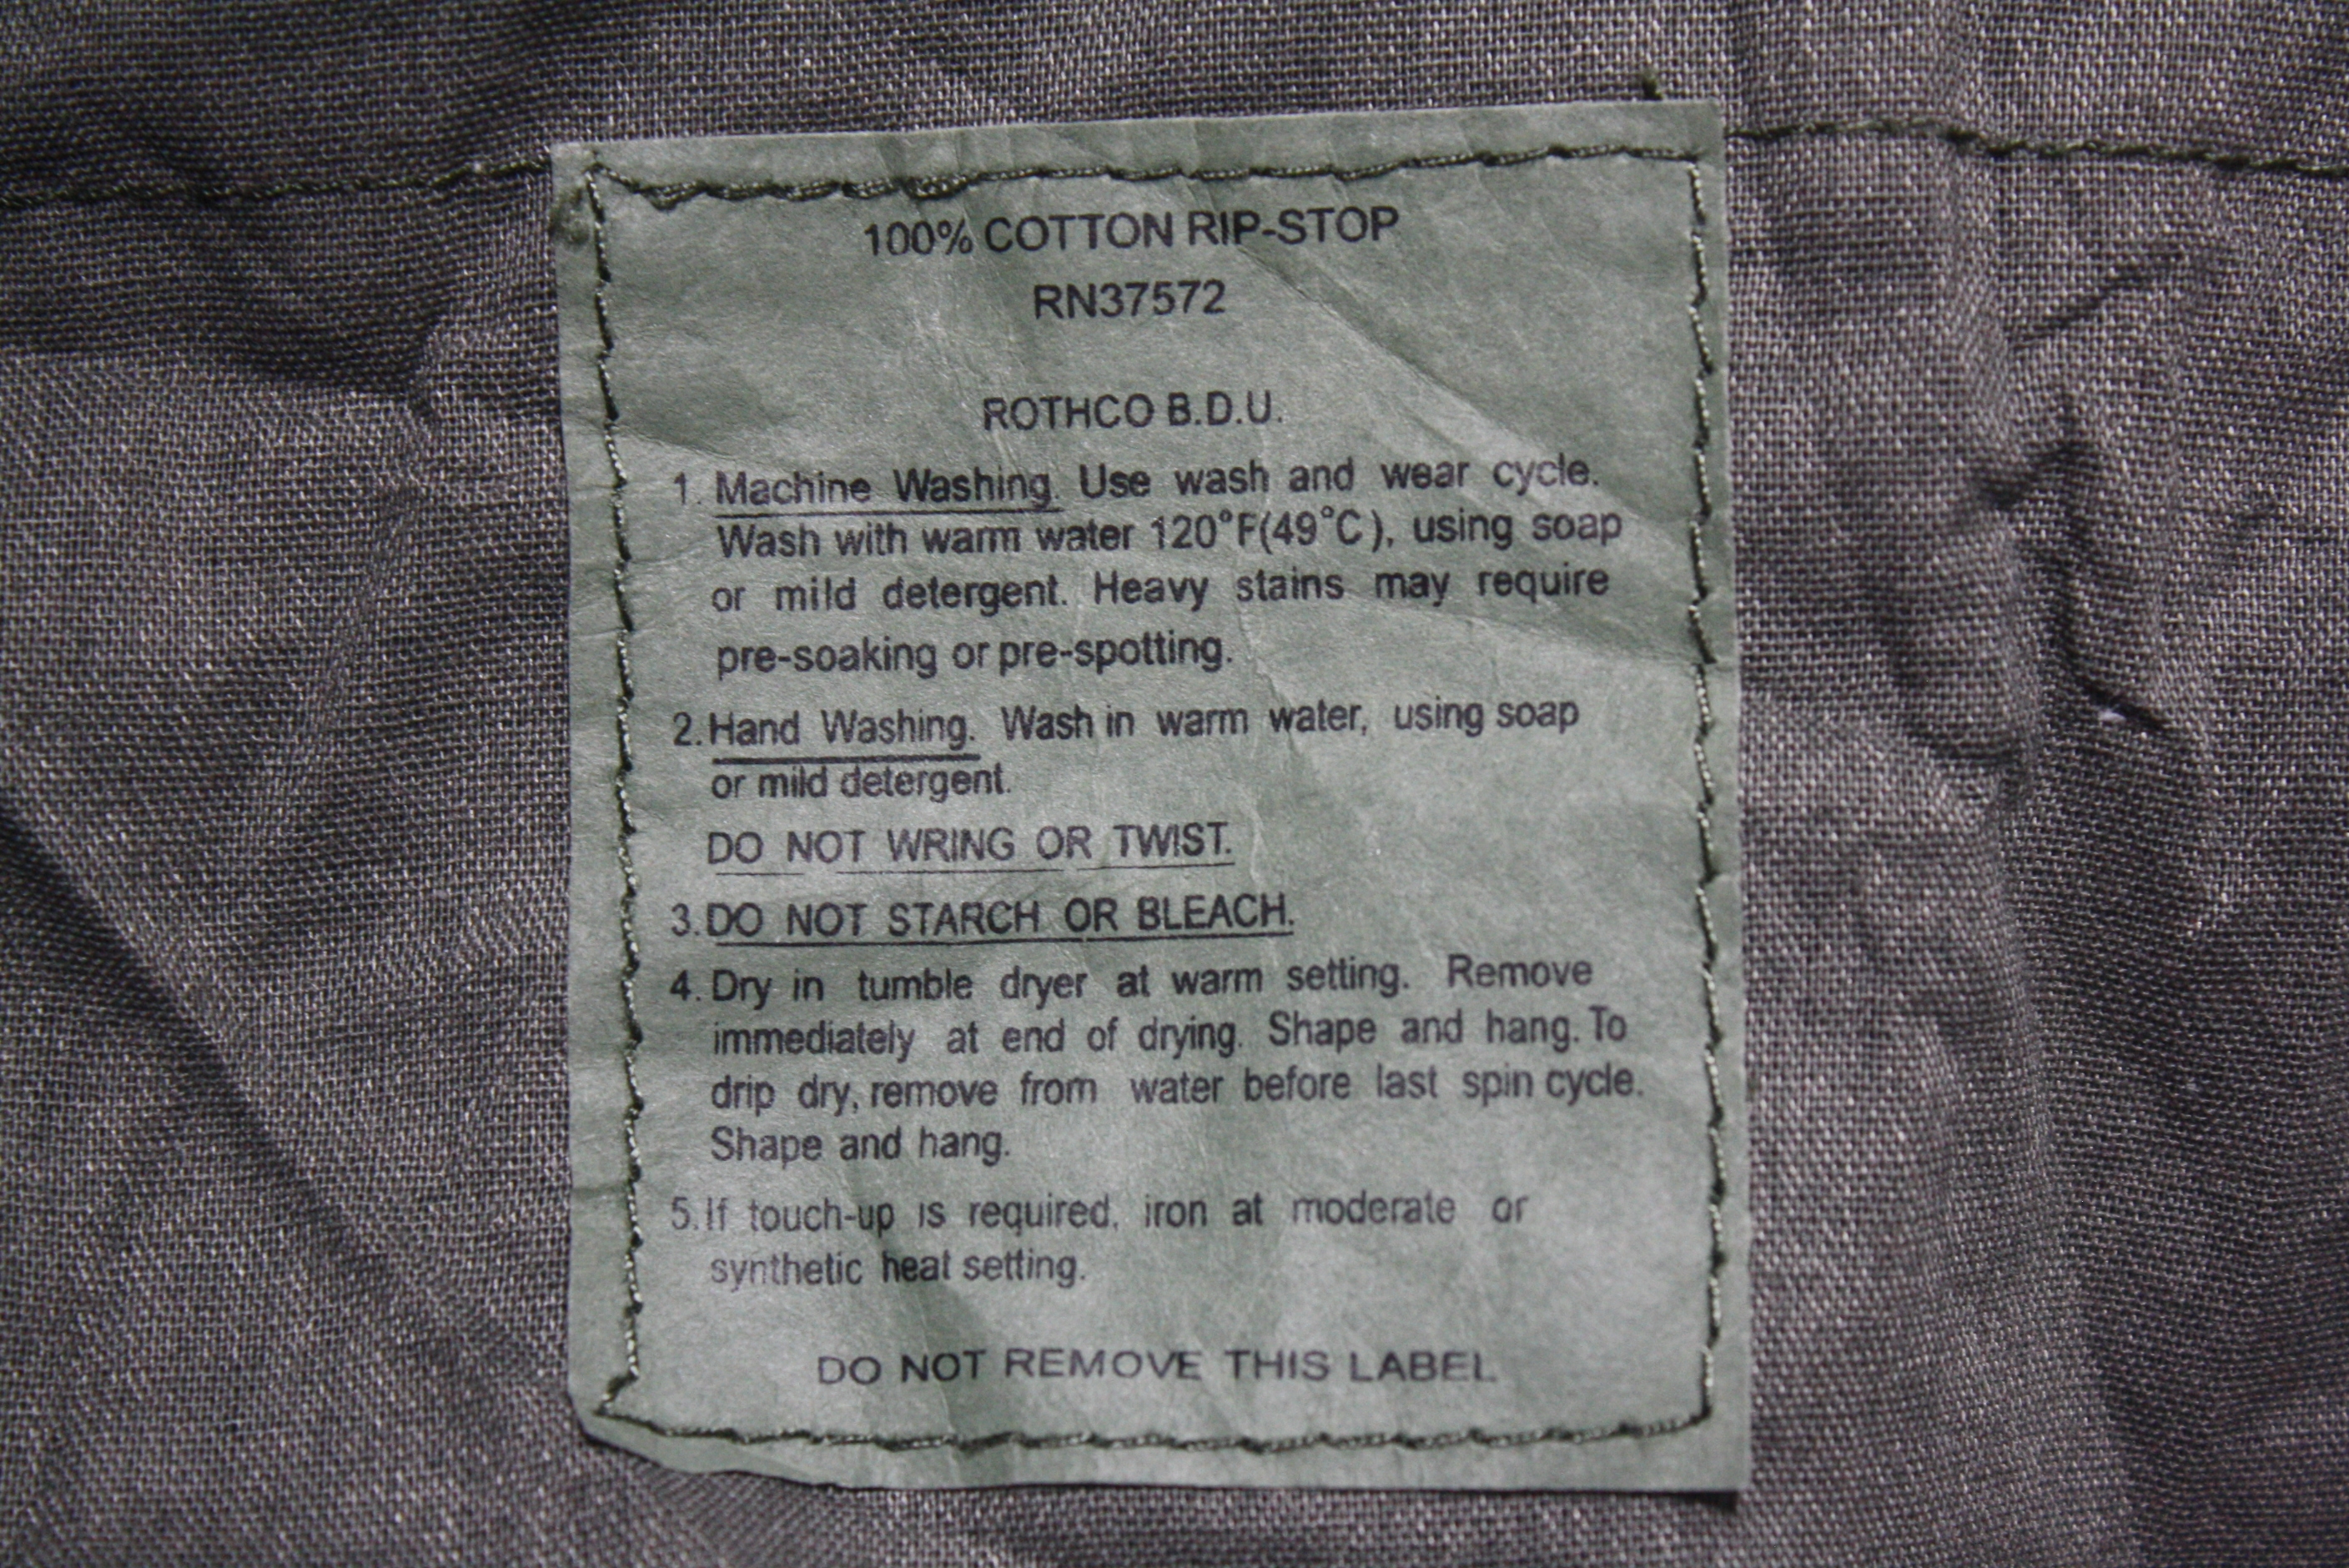 100% COTTON RIP-STOP
RN37572
ROTHCO B.D.U.
1. Machine Washing. Use wash and wear cycle.
Wash with warm water 120°F(49°C), using soap
or mild detergent. Heavy stains may require
pre-soaking or pre-spotting.
2. Hand Washing. Wash in warm water, using soap
or mild detergent.
DO NOT WRING OR TWIST.
3. DO NOT STARCH OR BLEACH.
4. Dry in tumble dryer at warm setting. Remove
immediately at end of drying. Shape and hang. To
drip dry, remove from water before last spin cycle.
Shape and hang.
5. If touch-up is required, iron at moderate or
synthetic heat setting.
DO NOT REMOVE THIS LABEL